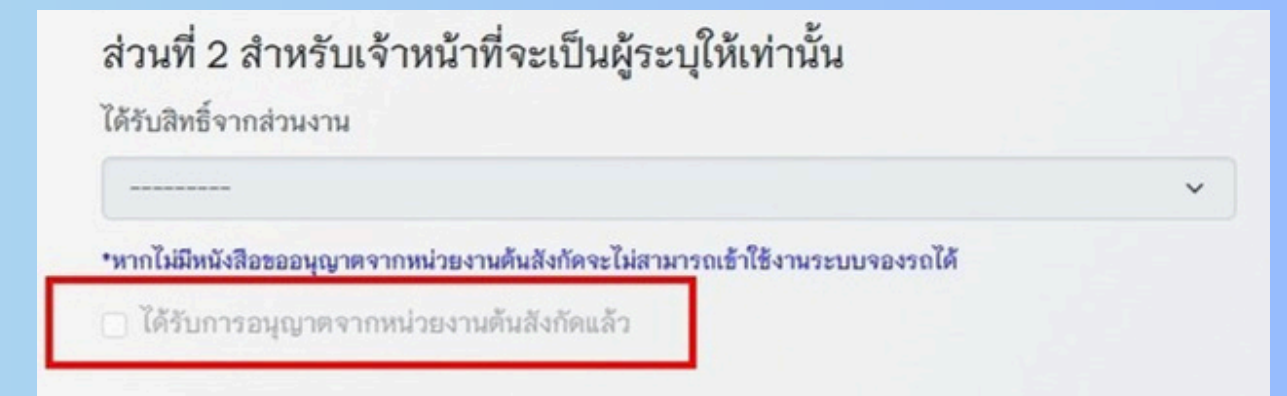 ส่วนที่ 2 สำหรับเจ้าหน้าที่จะเป็นผู้ระบุให้เท่านั้น
ได้รับสิทธิ์จากส่วนงาน
---------
*หากไม่มีหนังสือขออนุญาตจากหน่วยงานต้นสังกัดจะไม่สามารถเข้าใช้งานระบบจองรถได้
ได้รับการอนุญาตจากหน่วยงานต้นสังกัดแล้ว